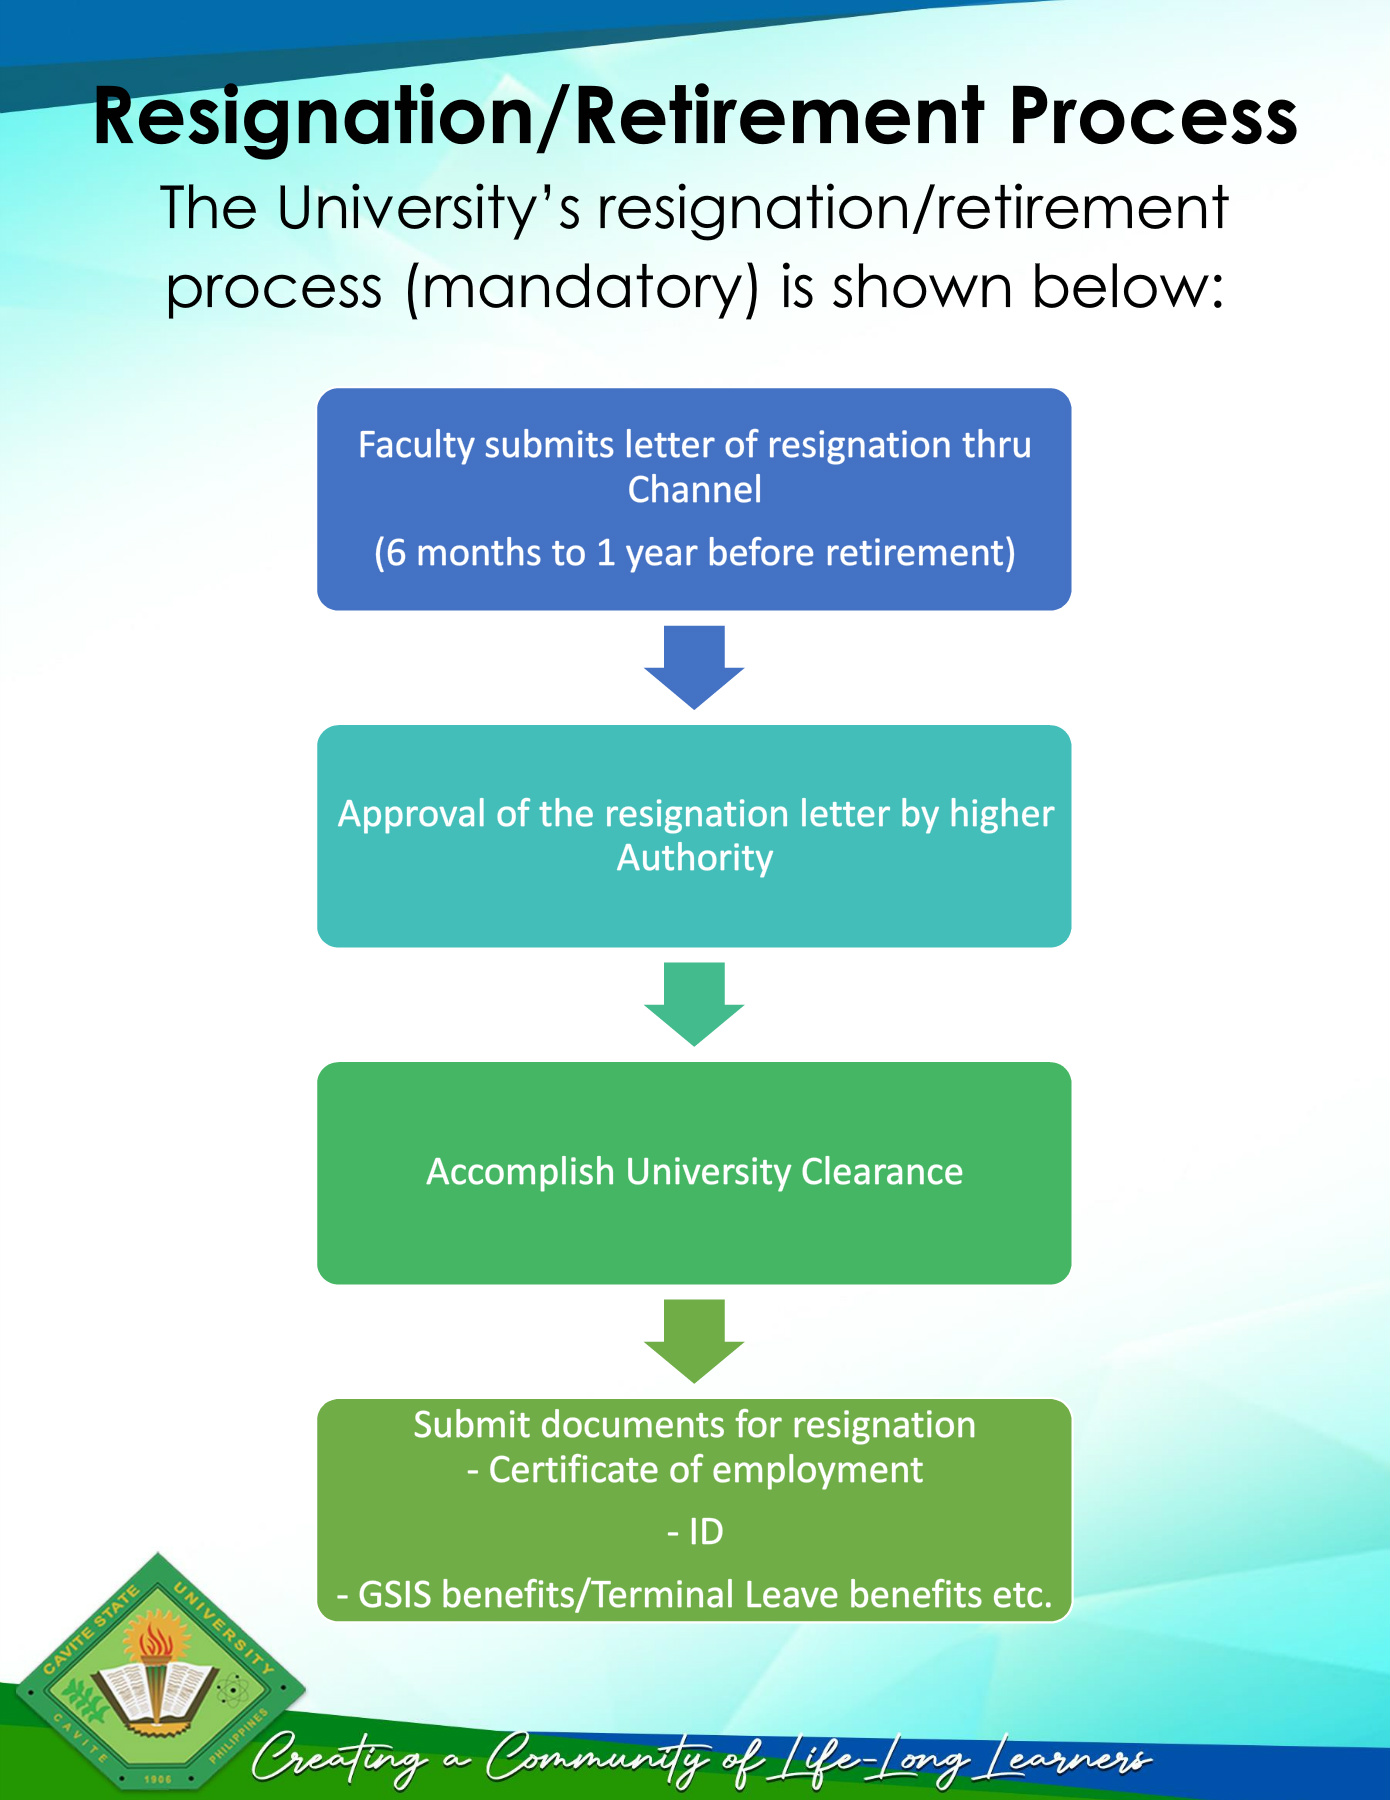 Resignation/Retirement Process
The University’s resignation/retirement
process (mandatory) is shown below:
Faculty submits letter of resignation thru
Channel
(6 months to 1 year before retirement)
Approval of the resignation letter by higher
Authority
Accomplish University Clearance
Submit documents for resignation
- Certificate of employment
- ID
- GSIS benefits/Terminal Leave benefits etc.
CAVITE STATE UNIVERSITY
CAVITE
PHILIPPINES
1906
Creating a Community of Life-Long Learners